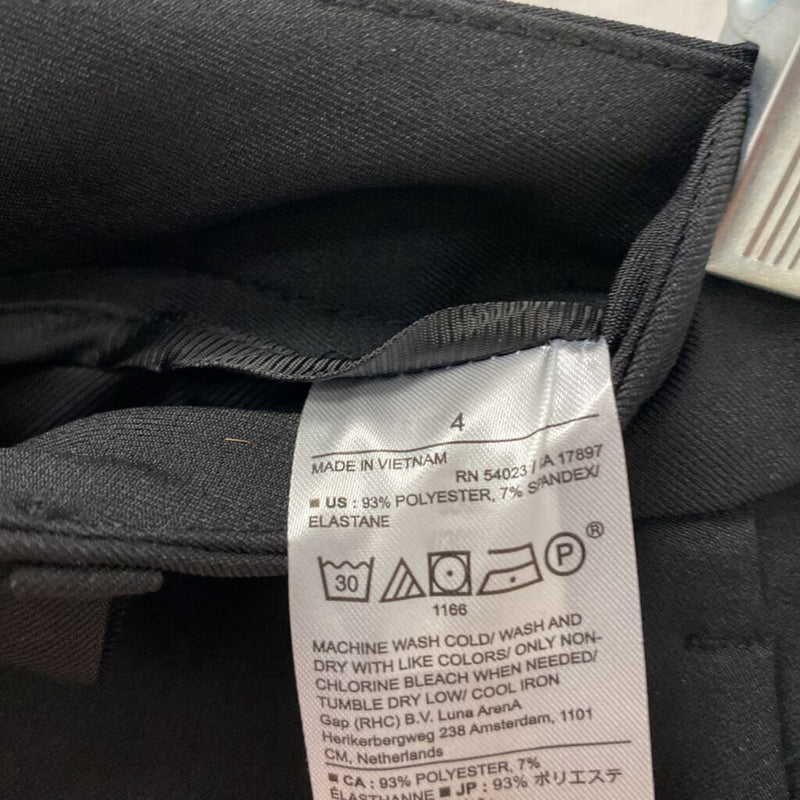 4
MADE IN VIETNAM
RN 54023 / CA 17897
■ US : 93% POLYESTER, 7% SPANDEX/
ELASTANE
30
P®
1166
MACHINE WASH COLD/ WASH AND
DRY WITH LIKE COLORS/ ONLY NON-
CHLORINE BLEACH WHEN NEEDED/
TUMBLE DRY LOW/ COOL IRON
Gap (RHC) B.V. Luna ArenA
Herikerbergweg 238 Amsterdam, 1101
CM, Netherlands
■ CA : 93% POLYESTER, 7%
ÉLASTHANNE ■ JP : 93% ポリエステ